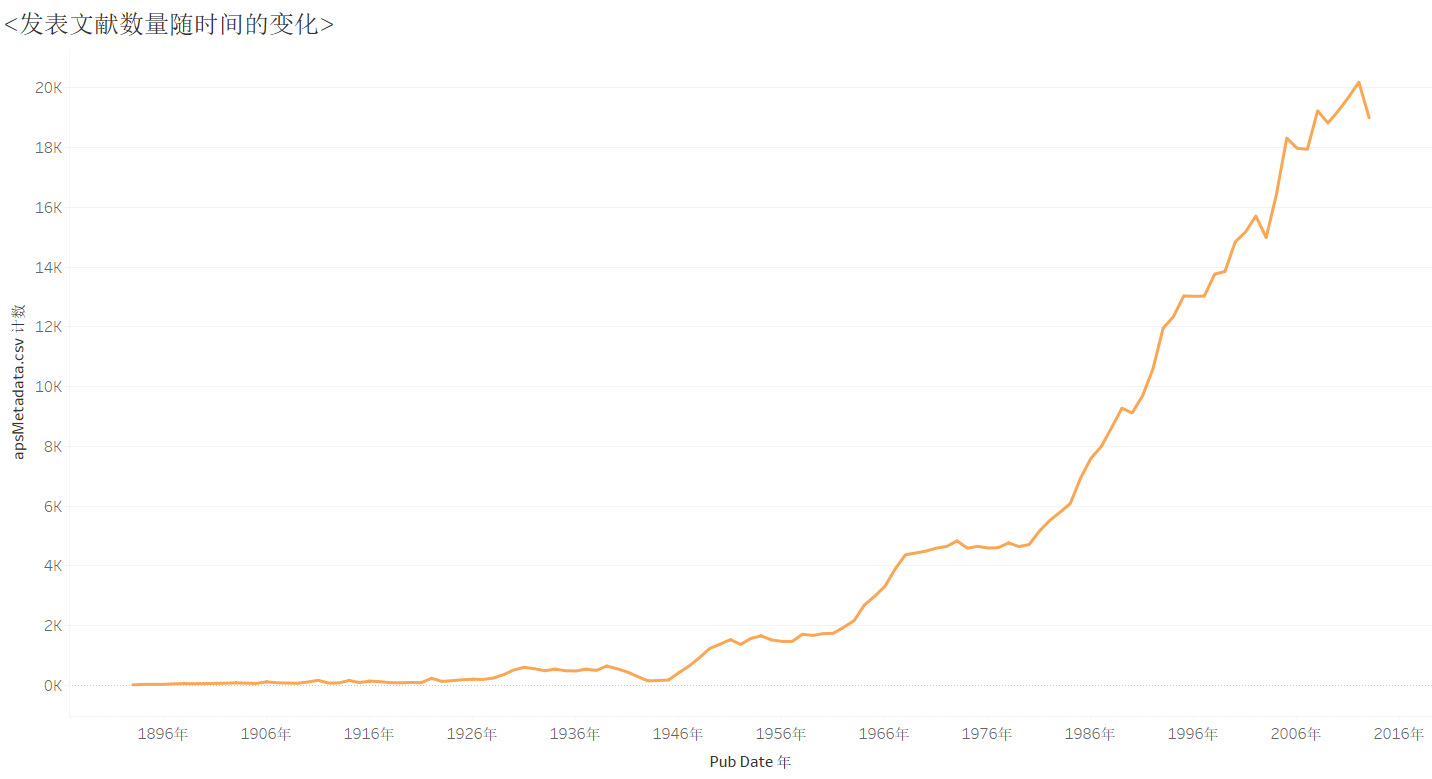 <发表文献数量随时间的变化>
20K
18K
16K
14K
12K
10K
8K
6K
4K
2K
0K
apsMetadata.csv 计数
1896年 1906年 1916年 1926年 1936年 1946年 1956年 1966年 1976年 1986年 1996年 2006年 2016年
Pub Date 年